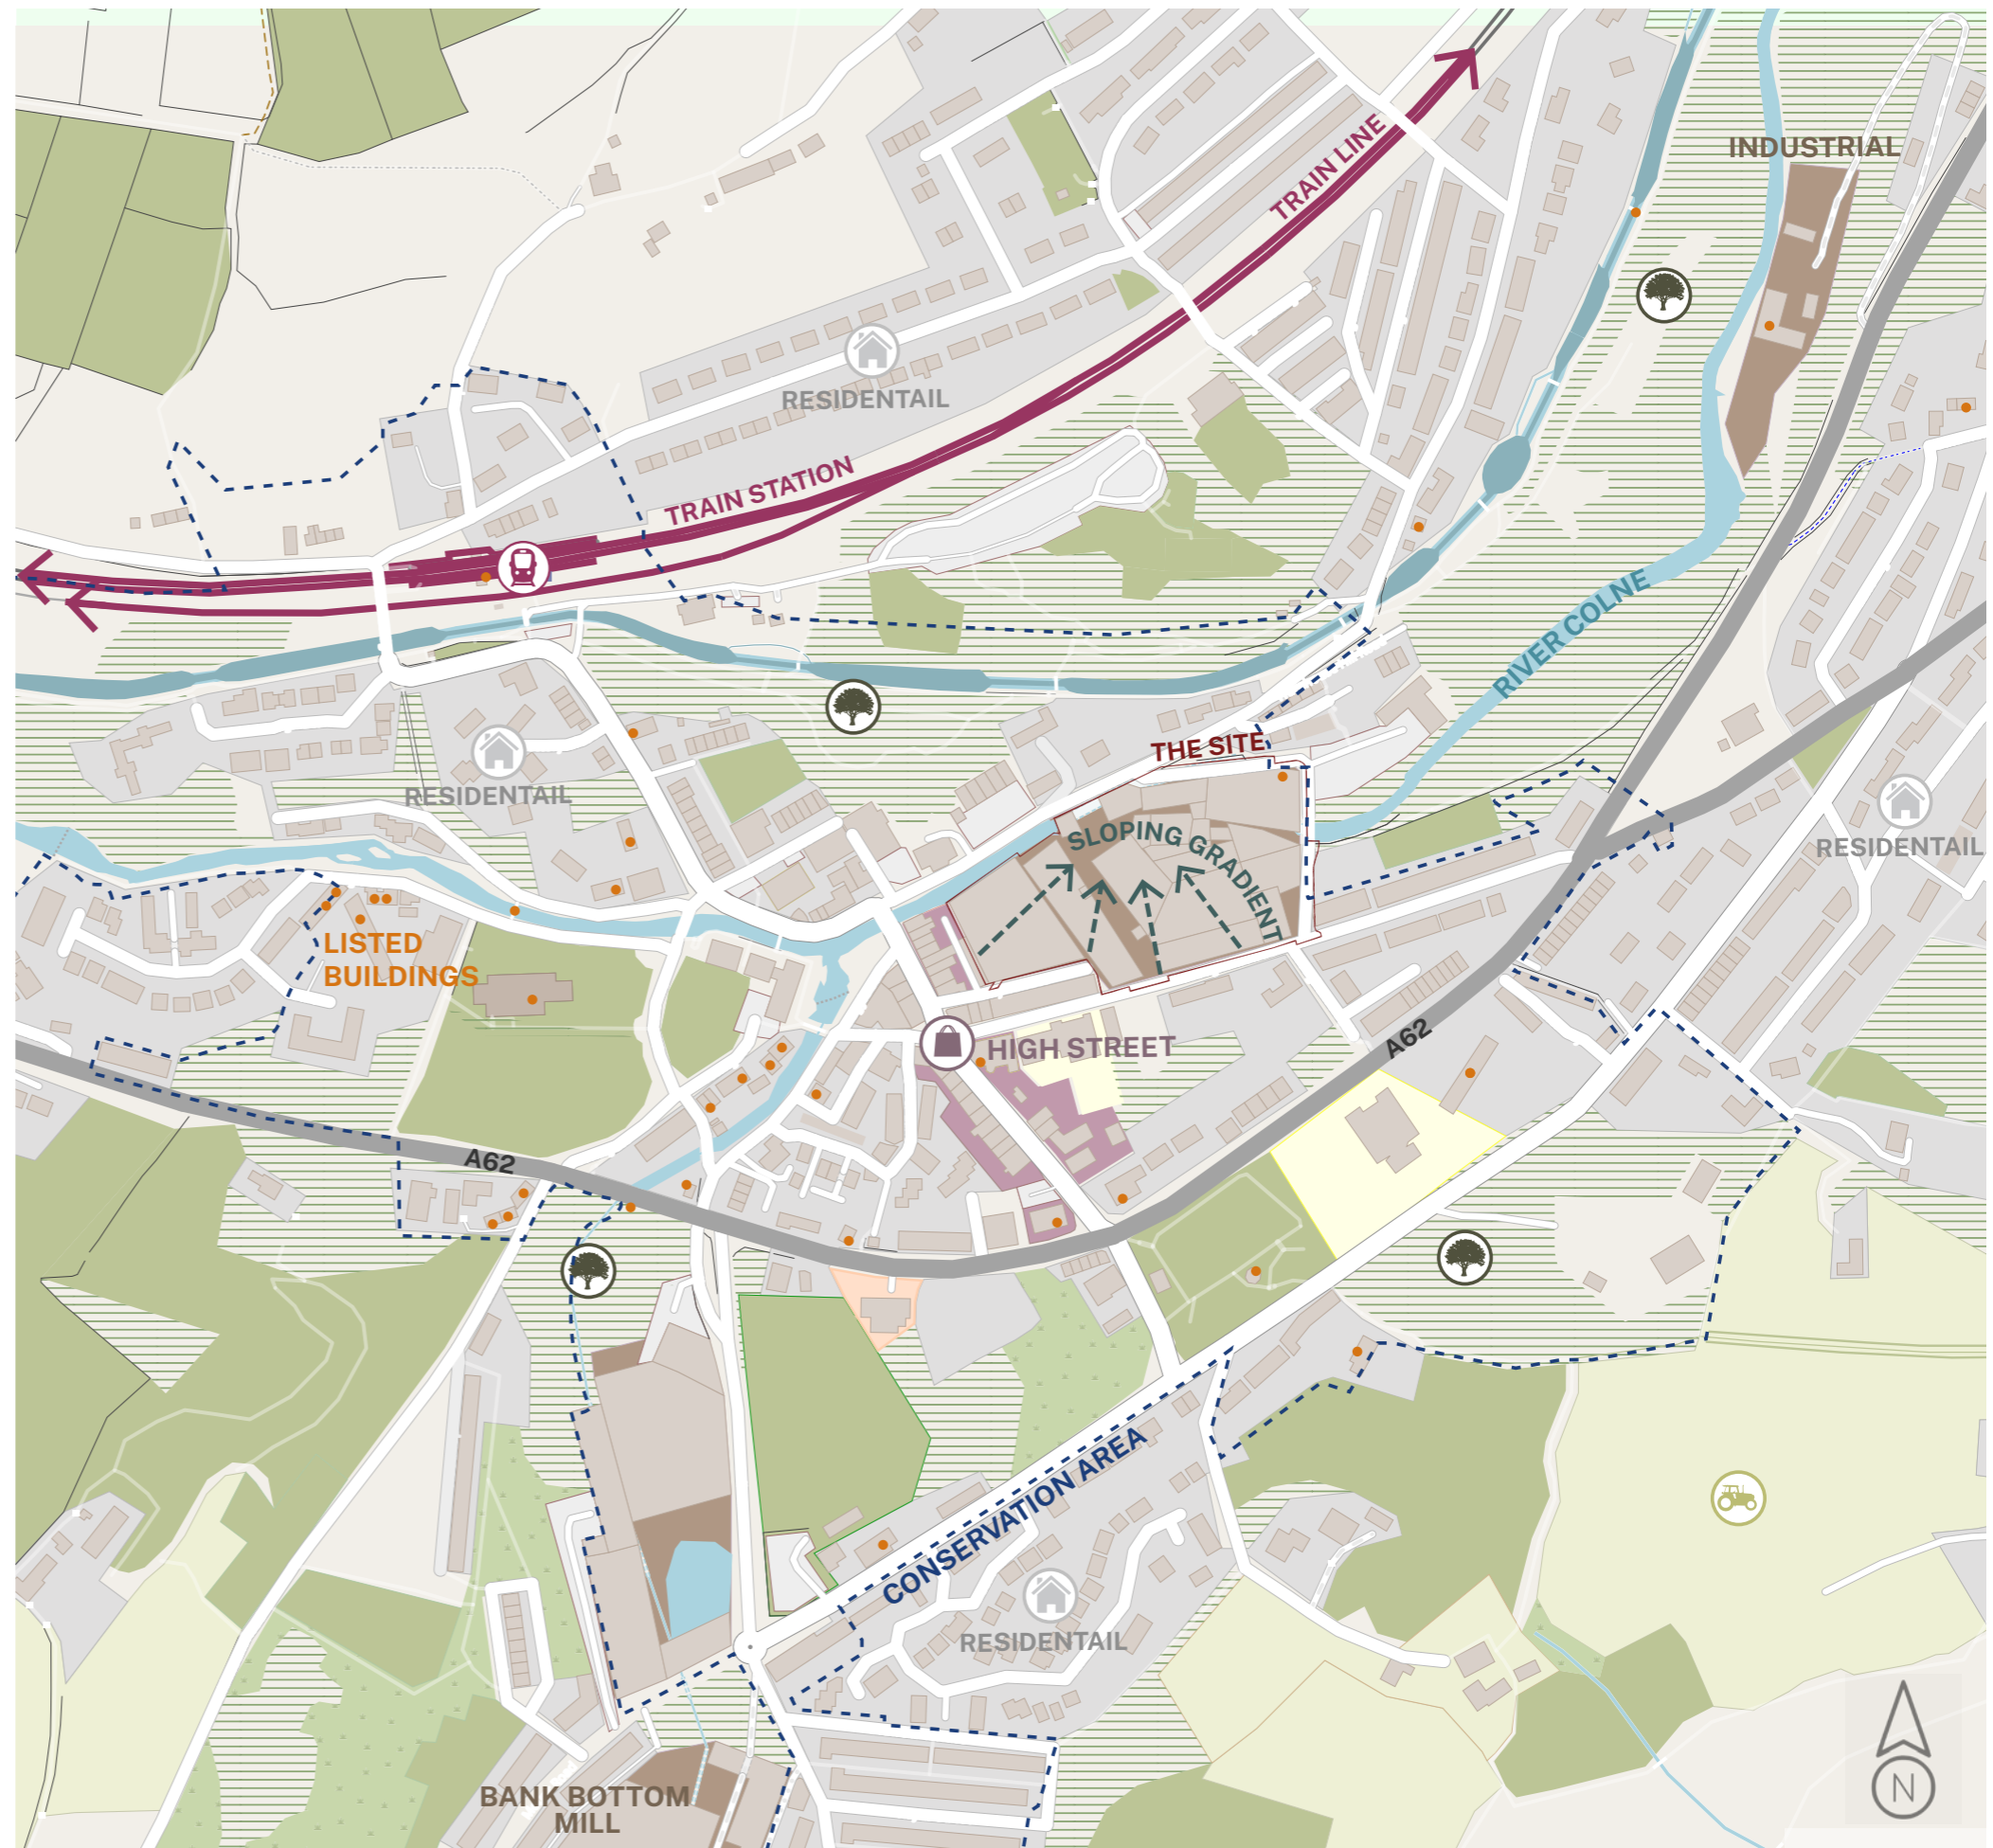 INDUSTRIAL
TRAIN LINE
RESIDENTAIL
TRAIN STATION
RIVER COLNE
THE SITE
RESIDENTAIL
SLOPING GRADIENT
RESIDENTAIL
LISTED
BUILDINGS
HIGH STREET
A62
A62
CONSERVATION AREA
RESIDENTAIL
BANK BOTTOM
MILL
N